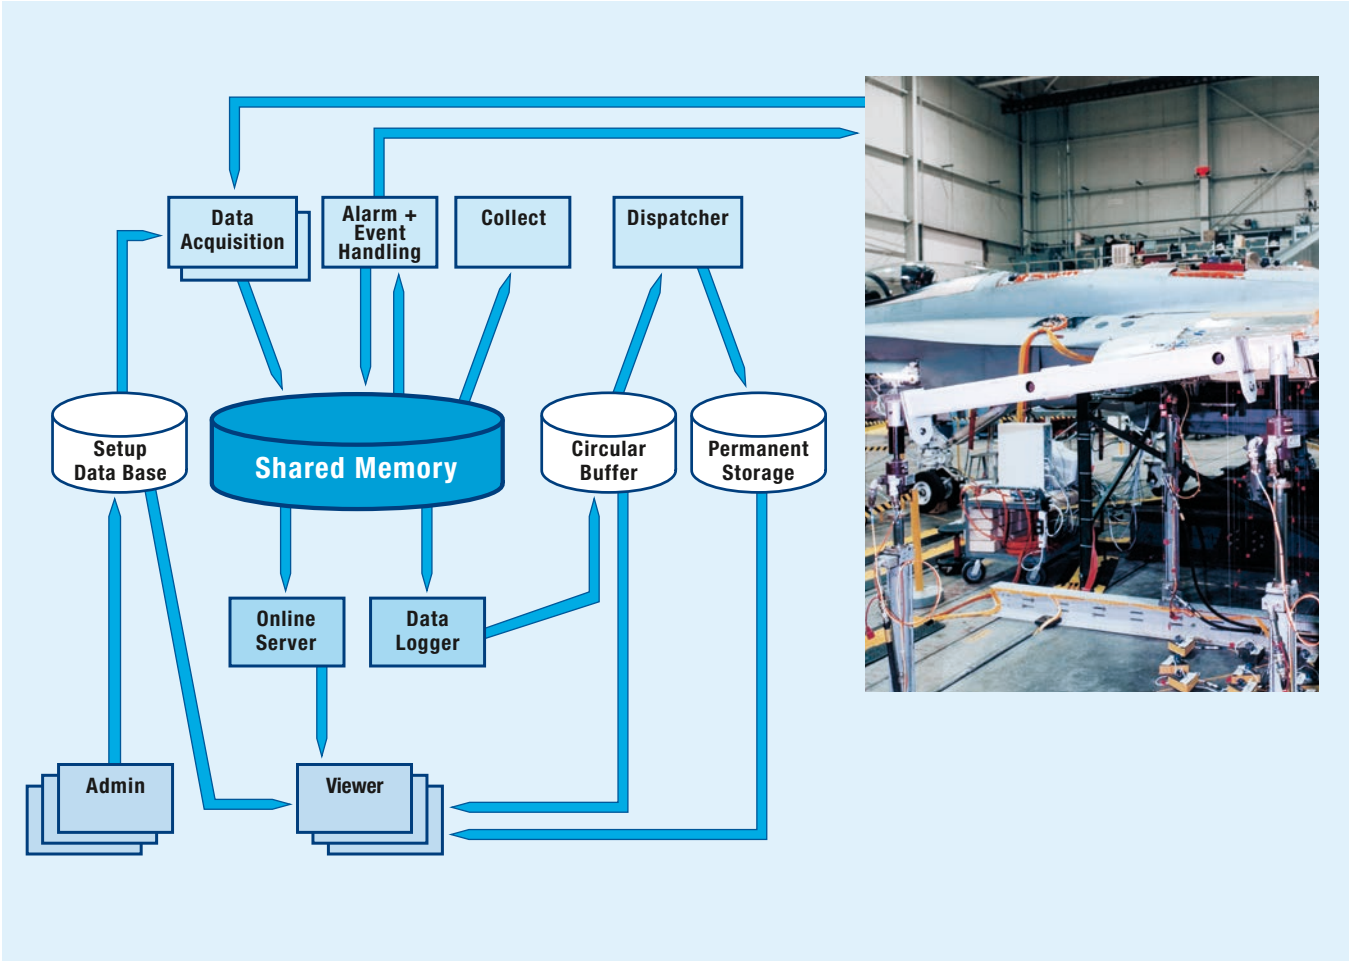 Data
Acquisition
Alarm +
Event
Handling
Collect
Dispatcher
Setup
Data Base
Shared Memory
Circular
Buffer
Permanent
Storage
Online
Server
Data
Logger
Admin
Viewer